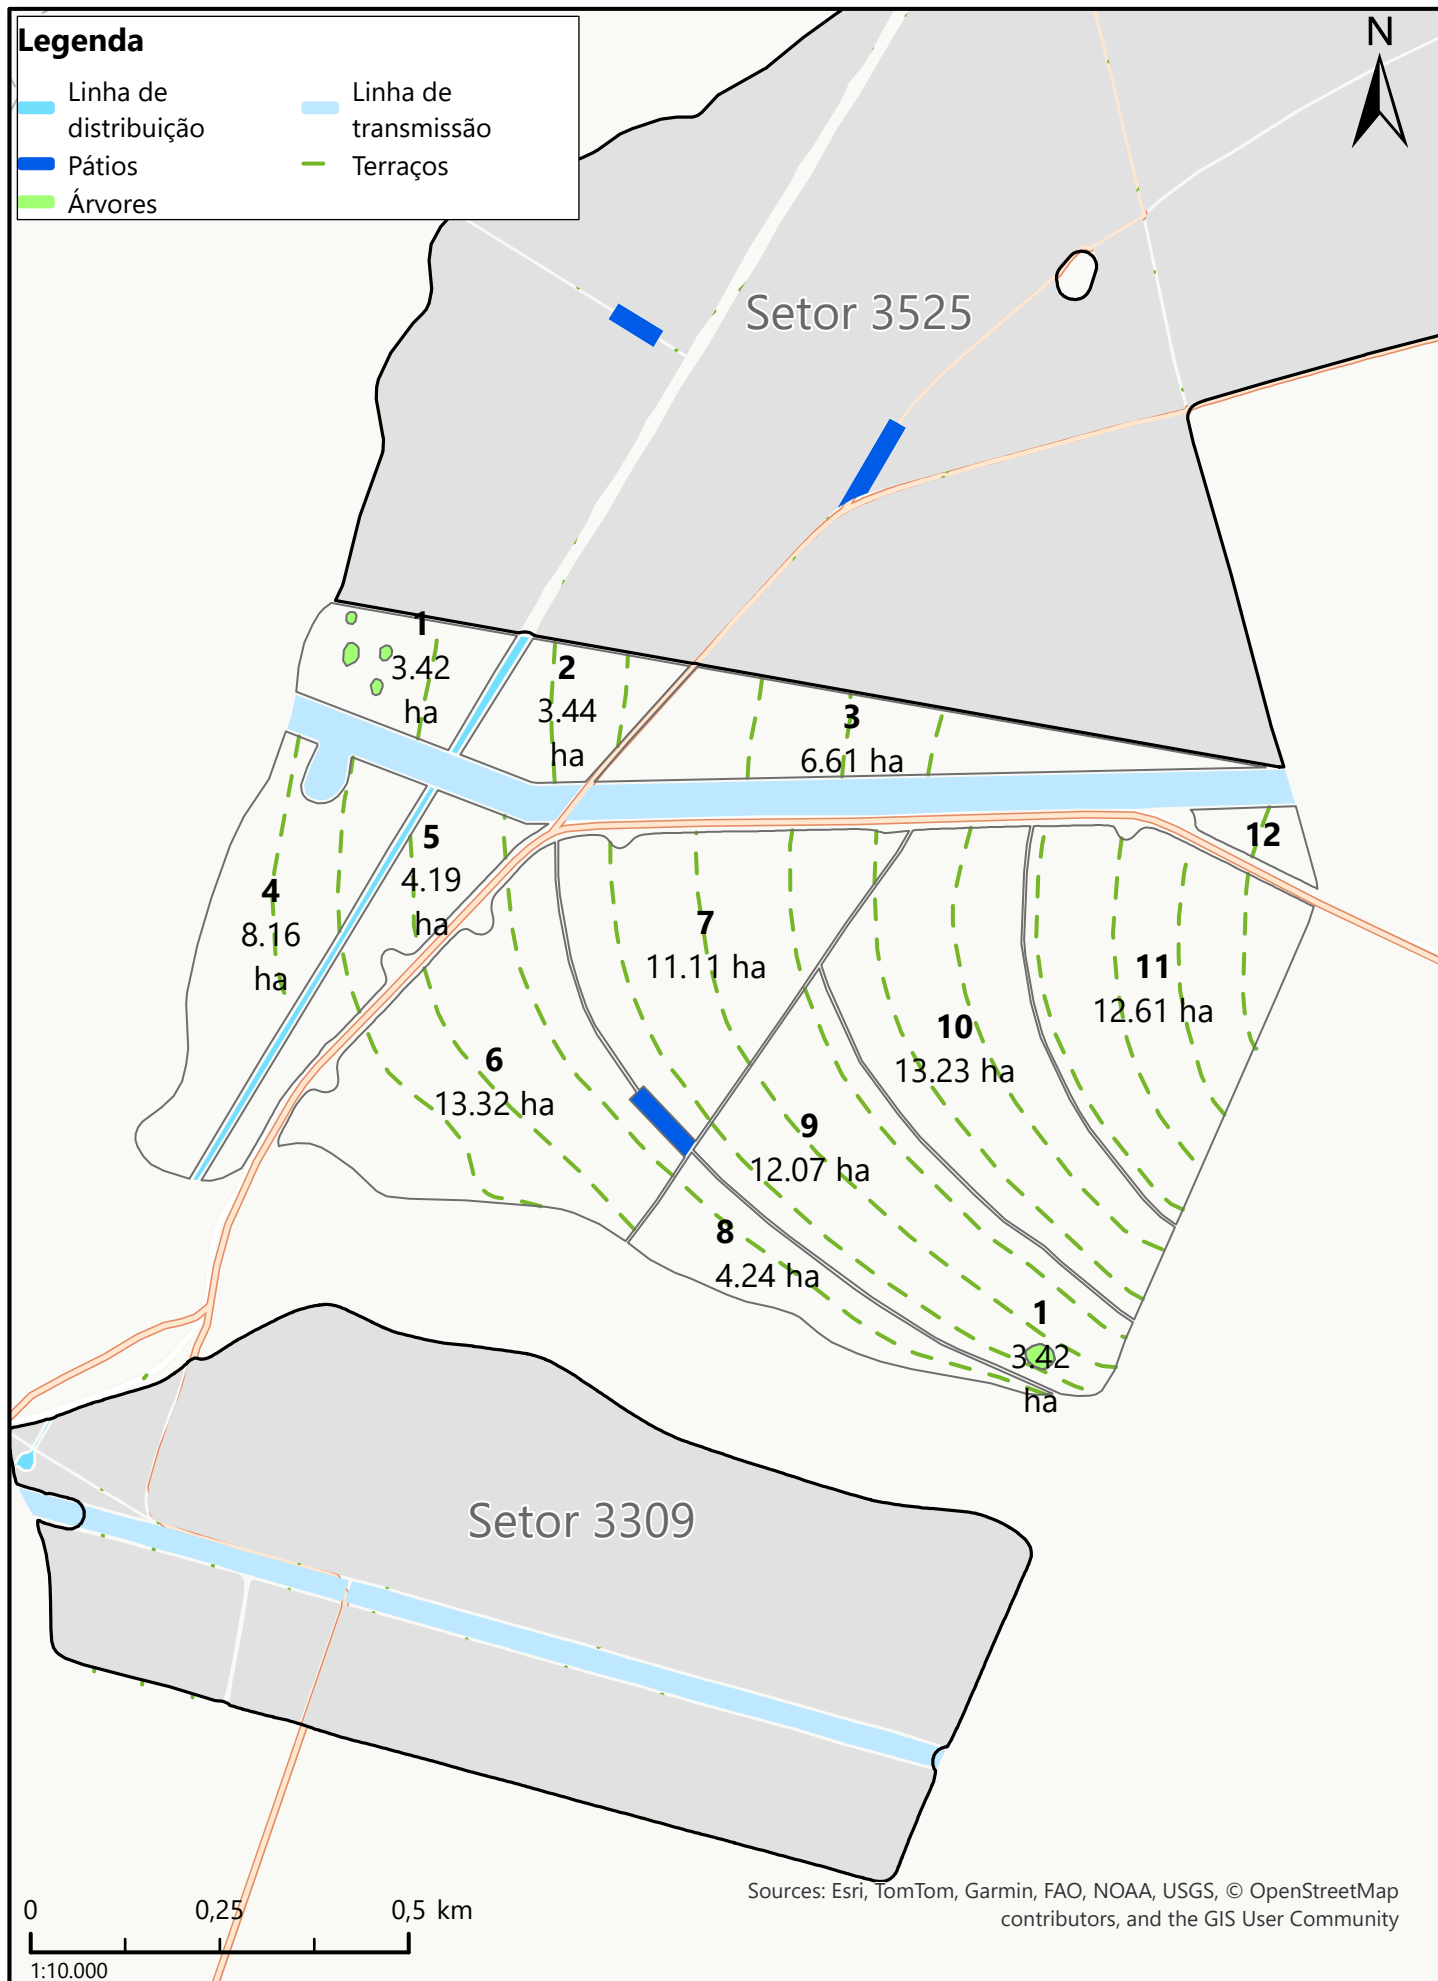 Legenda
Linha de
distribuição
Linha de
transmissão
Pátios
Terraços
Árvores
N
Setor 3525
1
3.42
ha
2
3.44
ha
3
6.61 ha
4
8.16
ha
5
4.19
ha
12
7
11.11 ha
11
12.61 ha
10
13.23 ha
6
13.32 ha
9
12.07 ha
8
4.24 ha
1
3.42
ha
Setor 3309
0 0,25 0,5 km
1:10.000
Sources: Esri, TomTom, Garmin, FAO, NOAA, USGS, © OpenStreetMap
contributors, and the GIS User Community